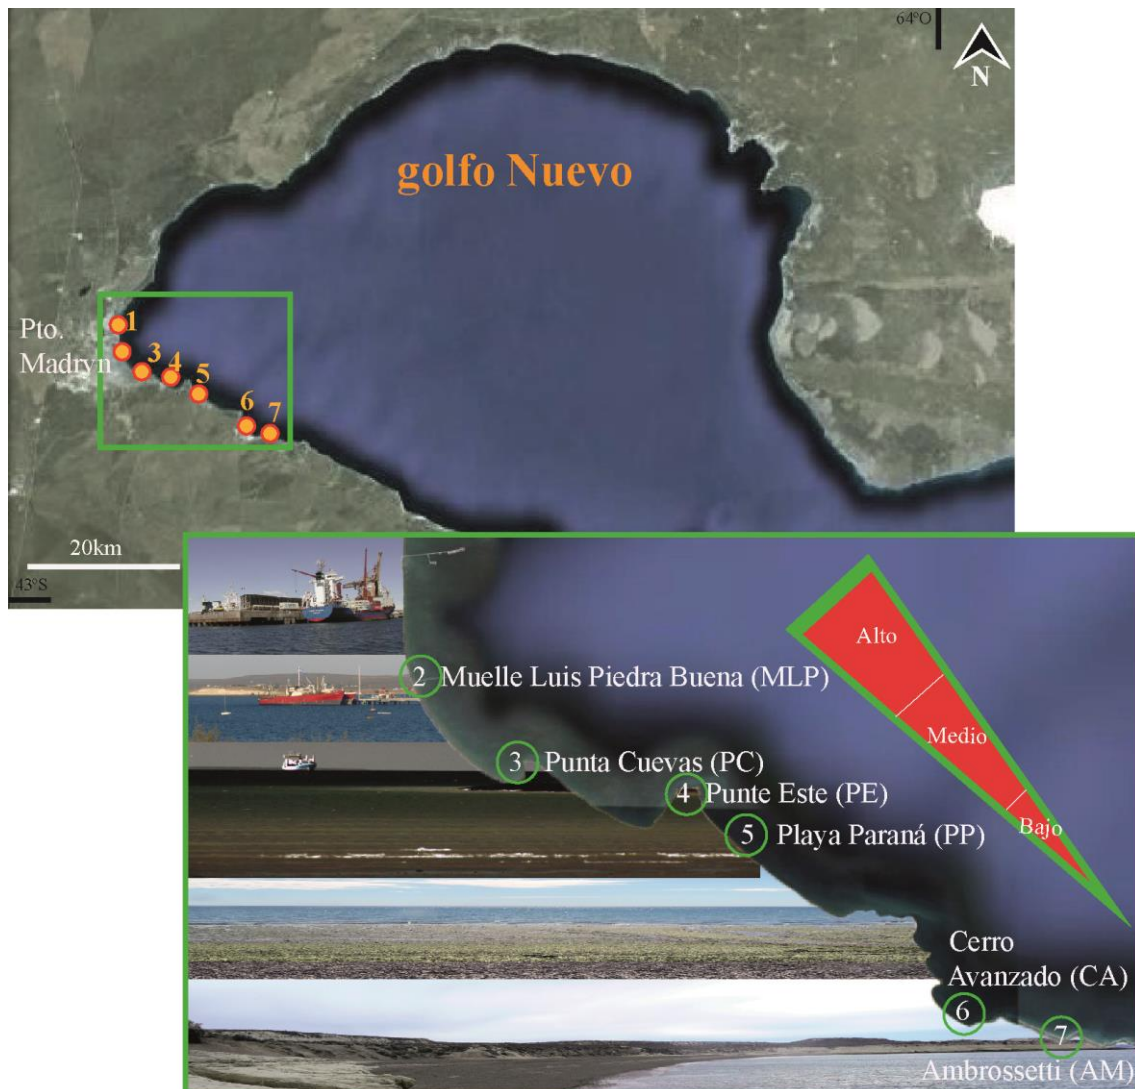 64°O
N
golfo Nuevo
Pto.
Madryn
1
3
4
5
6
7
20km
43°S
Alto
Medio
Bajo
2 Muelle Luis Piedra Buena (MLP)
3 Punta Cuevas (PC)
4 Punte Este (PE)
5 Playa Paraná (PP)
Cerro
Avanzado (CA)
6
7
Ambrossetti (AM)